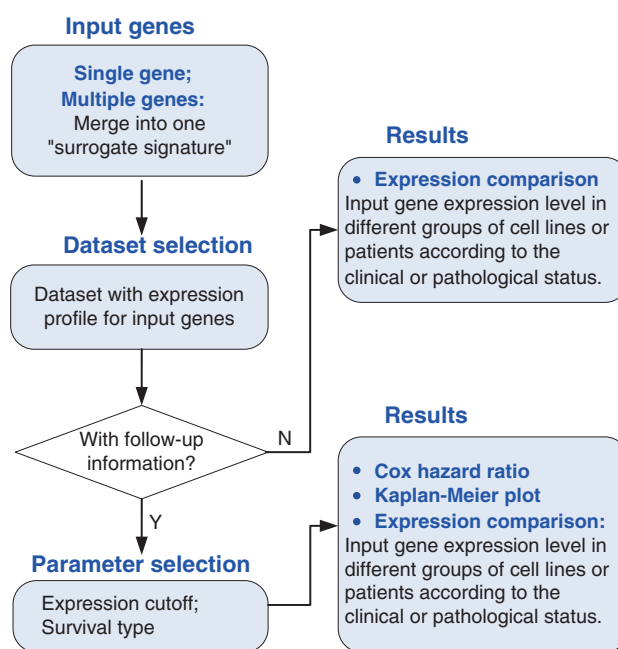 Input genes
Single gene;
Multiple genes:
Merge into one
"surrogate signature"
Dataset selection
Dataset with expression
profile for input genes
With follow-up
information?
N
Y
Parameter selection
Expression cutoff;
Survival type
Results
• Expression comparison
Input gene expression level in
different groups of cell lines or
patients according to the
clinical or pathological status.
Results
• Cox hazard ratio
• Kaplan-Meier plot
• Expression comparison:
Input gene expression level in
different groups of cell lines or
patients according to the
clinical or pathological status.